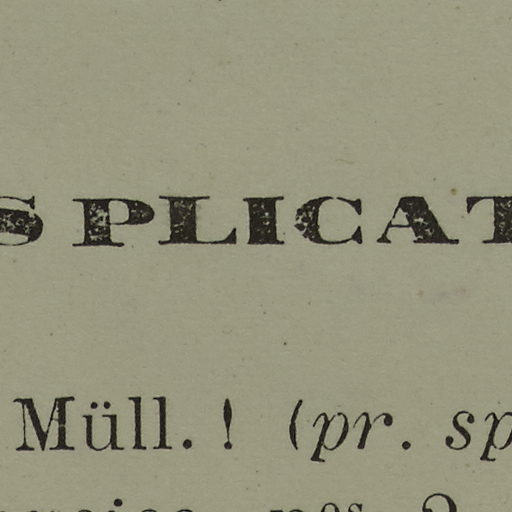 S PLICAT
Müll. ! (pr. sp